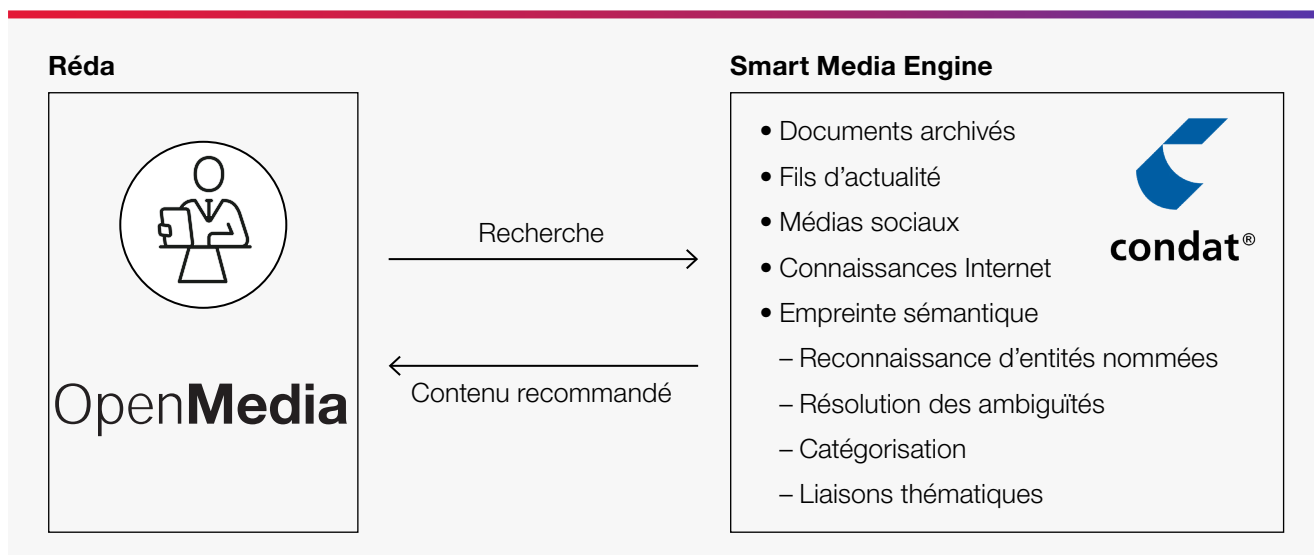 Réda
OpenMedia
Recherche
Contenu recommandé
Smart Media Engine
• Documents archivés
• Fils d'actualité
• Médias sociaux
• Connaissances Internet
• Empreinte sémantique
– Reconnaissance d'entités nommées
– Résolution des ambiguïtés
– Catégorisation
– Liaisons thématiques
condat®